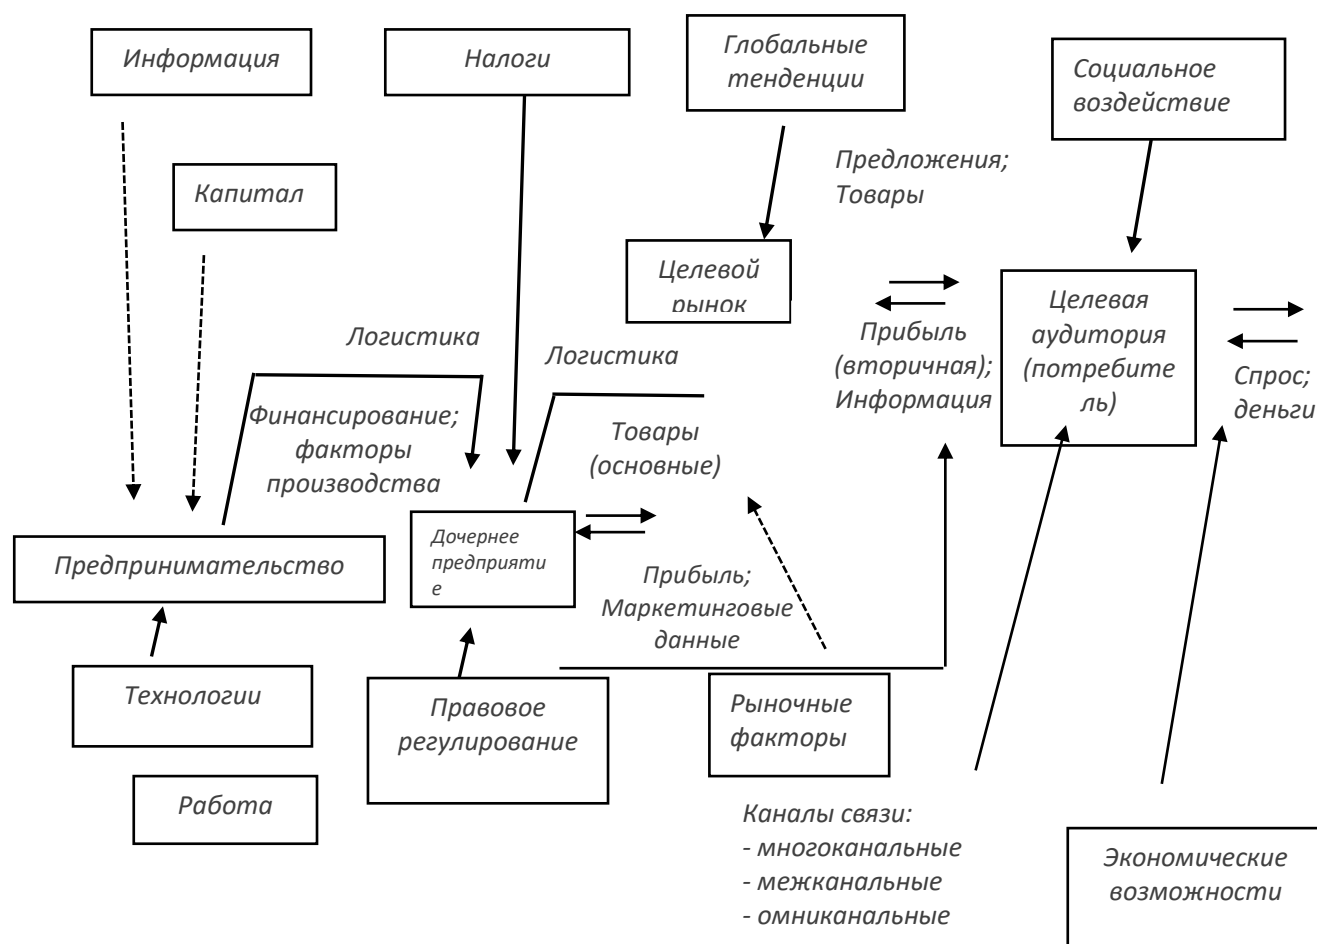 Информация
Налоги
Глобальные
тенденции
Социальное
воздействие
Капитал
Предложения;
Товары
Целевой
рынок
Целевая
аудитория
(потребите
ль)
Логистика
Логистика
Прибыль
(вторичная);
Информация
Спрос;
деньги
Финансирование;
факторы
производства
Товары
(основные)
Предпринимательство
Дочернее
предприяти
е
Прибыль;
Маркетинговые
данные
Технологии
Правовое
регулирование
Рыночные
факторы
Работа
Каналы связи:
- многоканальные
- межканальные
- омниканальные
Экономические
возможности